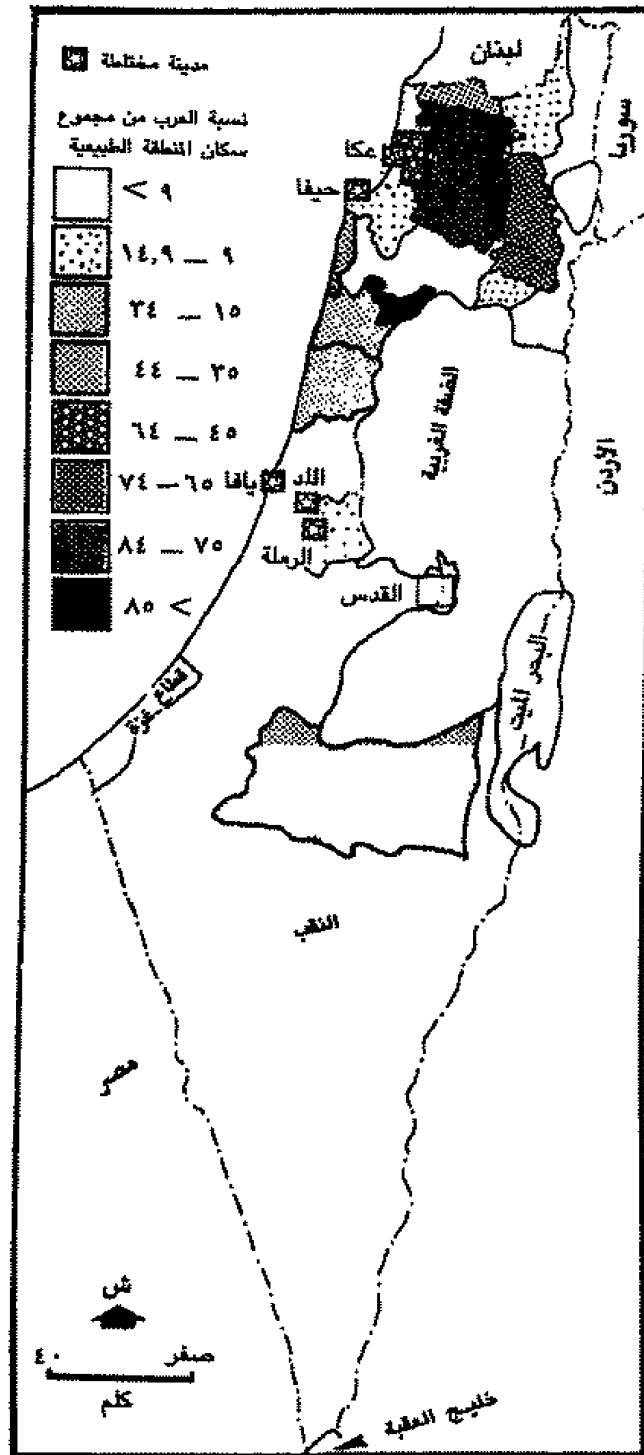 مدينة مختلطة
نسبة العرب من مجموع
سكان المنطقة الطبيعية
٩ >
٩ — ١٤,٩
١٥ — ٣٤
٣٥ — ٤٤
٤٥ — ٦٤
٦٥ — ٧٤
٧٥ — ٨٤
٨٥ <
لبنان
سوريا
عكا
حيفا
الضفة الغربية
الأردن
يافا
اللد
الرملة
القدس
البحر الميت
قطاع غزة
النقب
مصر
ش
صفر ٤٠
كلم
خليج العقبة